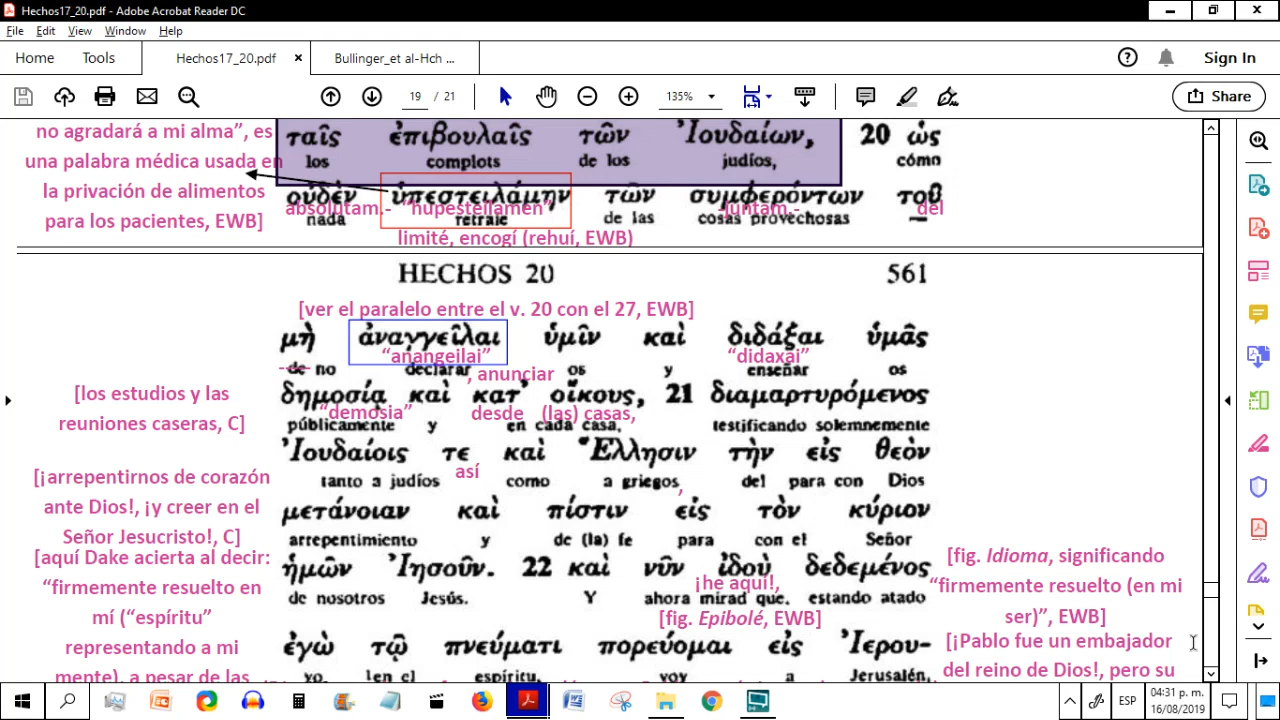 Hechos17_20.pdf - Adobe Acrobat Reader DC
File Edit View Window Help
Home Tools Hechos17_20.pdf × Bullinger_et al-Hch ... Sign In
19 / 21 135% Share
no agradará a mi alma”, es
una palabra médica usada en
la privación de alimentos
para los pacientes, EWB]
ταῖς ἐπιβουλαῖς τῶν Ἰουδαίων, 20 ὡς
los complots de los judíos, cómo
οὐδὲν ὑπεστειλάμην τῶν συμφερόντων τοῦ
absolutam.- “hupesteilamen” -juntam.- del
nada retraje de las cosas provechosas
limité, encogí (rehuí, EWB)
HECHOS 20 561
[ver el paralelo entre el v. 20 con el 27, EWB]
μὴ ἀναγγεῖλαι ὑμῖν καὶ διδάξαι ὑμᾶς
“anangeilai” “didaxai”
de no declarar os y enseñar os
, anunciar
[los estudios y las
reuniones caseras, C]
δημοσίᾳ καὶ κατ’ οἴκους, 21 διαμαρτυρόμενος
“demosia” desde (las) casas,
públicamente y en cada casa, testificando solemnemente
Ἰουδαίοις τε καὶ Ἕλλησιν τὴν εἰς θεὸν
así
tanto a judíos como a griegos, del para con Dios
,
[¡arrepentirnos de corazón
ante Dios!, ¡y creer en el
Señor Jesucristo!, C]
μετάνοιαν καὶ πίστιν εἰς τὸν κύριον
arrepentimiento y de (la) fe para con el Señor
[aquí Dake acierta al decir:
“firmemente resuelto en
mí (“espíritu”
representando a mi
mente), a pesar de las
ἡμῶν Ἰησοῦν. 22 καὶ νῦν ἰδοὺ δεδεμένος
¡he aquí!,
de nosotros Jesús. Y ahora mirad que, estando atado
[fig. Epibolé, EWB]
[fig. Idioma, significando
“firmemente resuelto (en mi
ser)”, EWB]
ἐγὼ τῷ πνεύματι πορεύομαι εἰς Ἰερου-
yo [en el espíritu, voy a Jerusalén,
[¡Pablo fue un embajador
del reino de Dios!, pero su
ESP
04:31 p. m.
16/08/2019